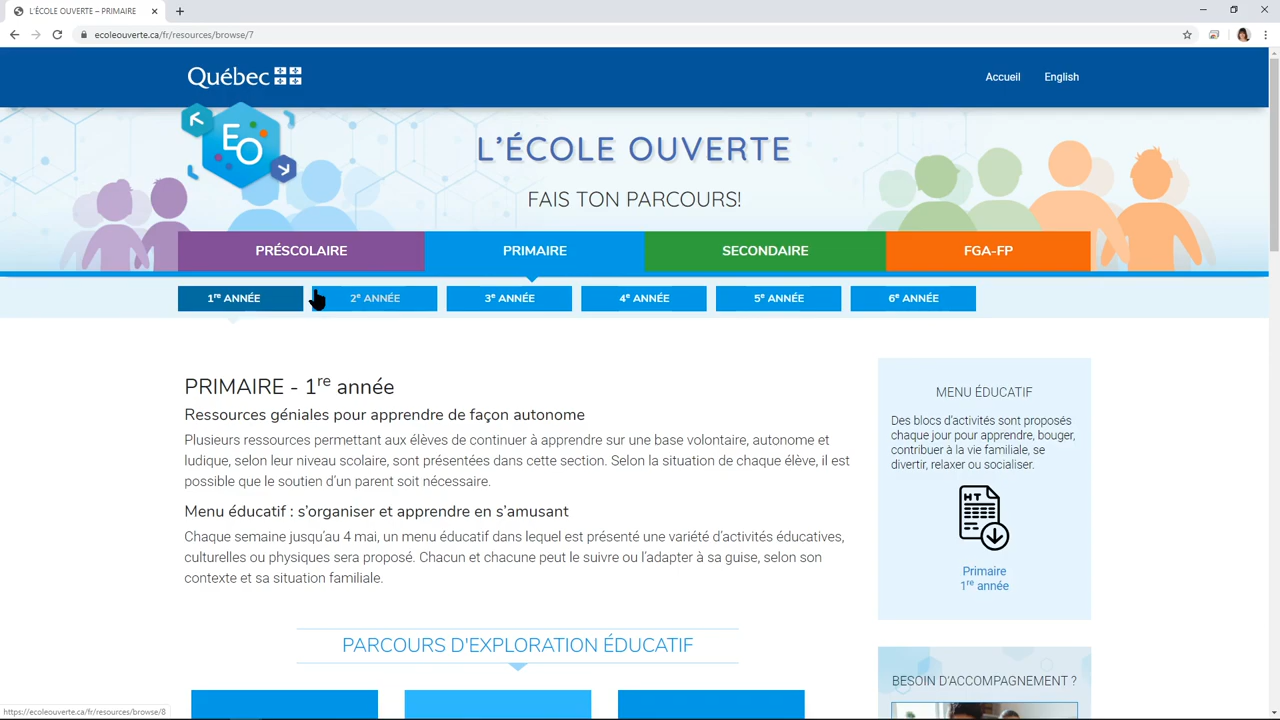 L'ÉCOLE OUVERTE – PRIMAIRE
ecoleouverte.ca/fr/resources/browse/7
Québec
Accueil English
EO
L'ÉCOLE OUVERTE
FAIS TON PARCOURS!
PRÉSCOLAIRE PRIMAIRE SECONDAIRE FGA-FP
1re ANNÉE 2e ANNÉE 3e ANNÉE 4e ANNÉE 5e ANNÉE 6e ANNÉE
PRIMAIRE - 1re année
Ressources géniales pour apprendre de façon autonome
Plusieurs ressources permettant aux élèves de continuer à apprendre sur une base volontaire, autonome et
ludique, selon leur niveau scolaire, sont présentées dans cette section. Selon la situation de chaque élève, il est
possible que le soutien d'un parent soit nécessaire.
Menu éducatif : s'organiser et apprendre en s'amusant
Chaque semaine jusqu'au 4 mai, un menu éducatif dans lequel est présenté une variété d'activités éducatives,
culturelles ou physiques sera proposé. Chacun et chacune peut le suivre ou l'adapter à sa guise, selon son
contexte et sa situation familiale.
PARCOURS D'EXPLORATION ÉDUCATIF
MENU ÉDUCATIF
Des blocs d'activités sont proposés
chaque jour pour apprendre, bouger,
contribuer à la vie familiale, se
divertir, relaxer ou socialiser.
HT
Primaire
1re année
BESOIN D'ACCOMPAGNEMENT ?
https://ecoleouverte.ca/fr/resources/browse/8